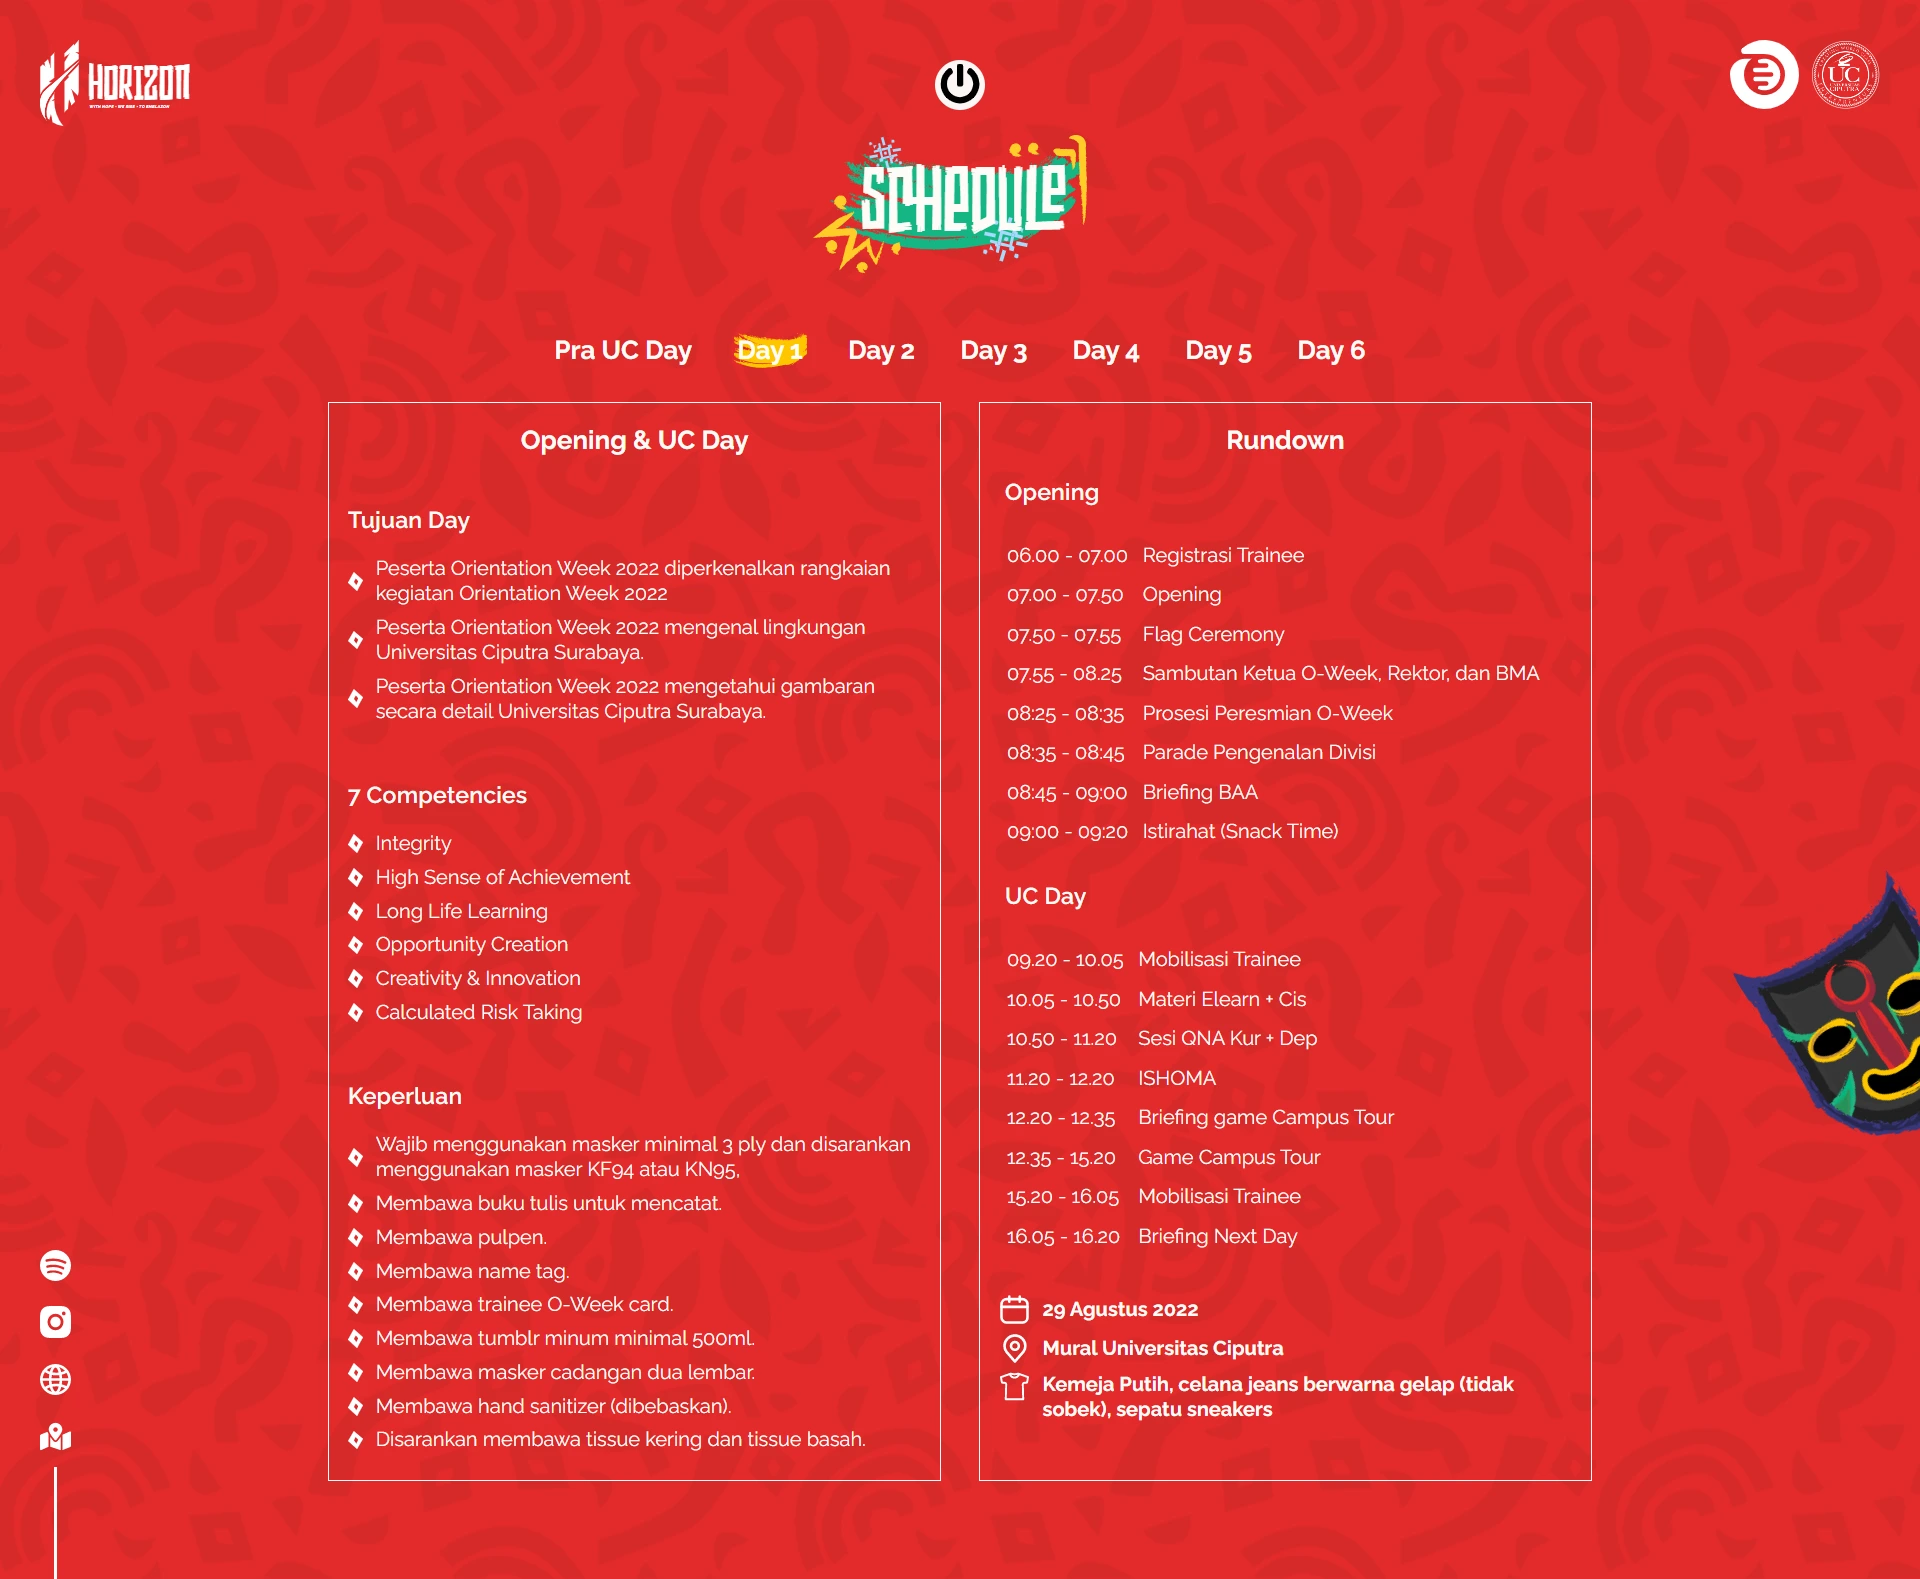 HORIZON
WITH HOPE • WE RISE • TO EMBLAZON
UC
UNIVERSITAS
CIPUTRA
SCHEDULE
Pra UC Day
Day 1
Day 2
Day 3
Day 4
Day 5
Day 6
Opening & UC Day
Tujuan Day
Peserta Orientation Week 2022 diperkenalkan rangkaian
kegiatan Orientation Week 2022
Peserta Orientation Week 2022 mengenal lingkungan
Universitas Ciputra Surabaya.
Peserta Orientation Week 2022 mengetahui gambaran
secara detail Universitas Ciputra Surabaya.
7 Competencies
Integrity
High Sense of Achievement
Long Life Learning
Opportunity Creation
Creativity & Innovation
Calculated Risk Taking
Keperluan
Wajib menggunakan masker minimal 3 ply dan disarankan
menggunakan masker KF94 atau KN95,
Membawa buku tulis untuk mencatat.
Membawa pulpen.
Membawa name tag.
Membawa trainee O-Week card.
Membawa tumblr minum minimal 500ml.
Membawa masker cadangan dua lembar.
Membawa hand sanitizer (dibebaskan).
Disarankan membawa tissue kering dan tissue basah.
Rundown
Opening
06.00 - 07.00 Registrasi Trainee
07.00 - 07.50 Opening
07.50 - 07.55 Flag Ceremony
07.55 - 08.25 Sambutan Ketua O-Week, Rektor, dan BMA
08:25 - 08:35 Prosesi Peresmian O-Week
08:35 - 08:45 Parade Pengenalan Divisi
08:45 - 09:00 Briefing BAA
09:00 - 09:20 Istirahat (Snack Time)
UC Day
09.20 - 10.05 Mobilisasi Trainee
10.05 - 10.50 Materi Elearn + Cis
10.50 - 11.20 Sesi QNA Kur + Dep
11.20 - 12.20 ISHOMA
12.20 - 12.35 Briefing game Campus Tour
12.35 - 15.20 Game Campus Tour
15.20 - 16.05 Mobilisasi Trainee
16.05 - 16.20 Briefing Next Day
29 Agustus 2022
Mural Universitas Ciputra
Kemeja Putih, celana jeans berwarna gelap (tidak
sobek), sepatu sneakers